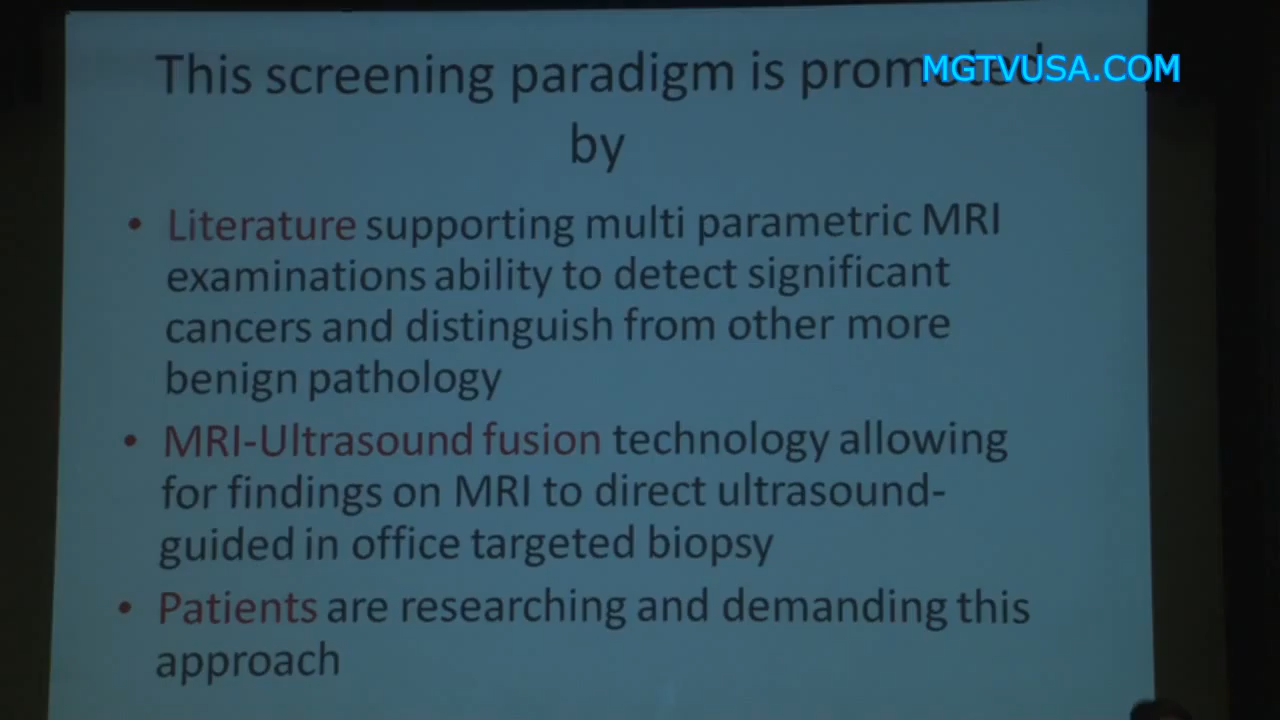 This screening paradigm is promoted
MGTVUSA.COM
by
• Literature supporting multi parametric MRI
examinations ability to detect significant
cancers and distinguish from other more
benign pathology
• MRI-Ultrasound fusion technology allowing
for findings on MRI to direct ultrasound-
guided in office targeted biopsy
• Patients are researching and demanding this
approach